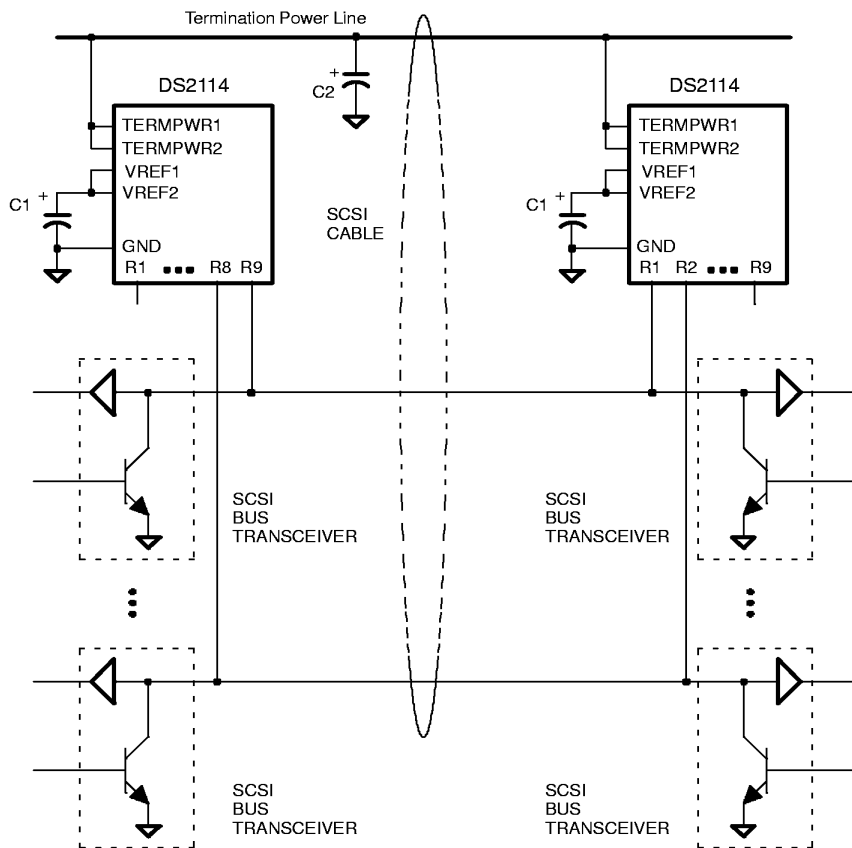 Termination Power Line
DS2114
TERMPWR1
TERMPWR2
VREF1
VREF2
GND
R1 ••• R8 R9
C1 +
+
C2
SCSI
CABLE
DS2114
TERMPWR1
TERMPWR2
VREF1
VREF2
GND
R1 R2 ••• R9
C1 +
SCSI
BUS
TRANSCEIVER
SCSI
BUS
TRANSCEIVER
SCSI
BUS
TRANSCEIVER
SCSI
BUS
TRANSCEIVER